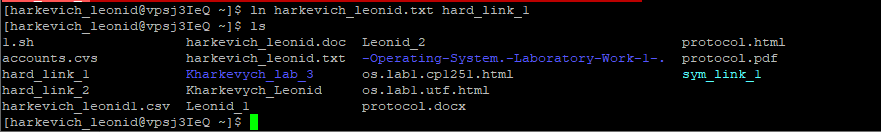 [harkevich_leonid@vpsj3IeQ ~]$ ln harkevich_leonid.txt hard_link_1
[harkevich_leonid@vpsj3IeQ ~]$ ls
1.sh harkevich_leonid.doc Leonid_2 protocol.html
accounts.cvs harkevich_leonid.txt -Operating-System.-Laboratory-Work-1-. protocol.pdf
hard_link_1 Kharkevych_lab_3 os.lab1.cp1251.html sym_link_1
hard_link_2 Kharkevych_Leonid os.lab1.utf.html
harkevich_leonid1.csv Leonid_1 protocol.docx
[harkevich_leonid@vpsj3IeQ ~]$